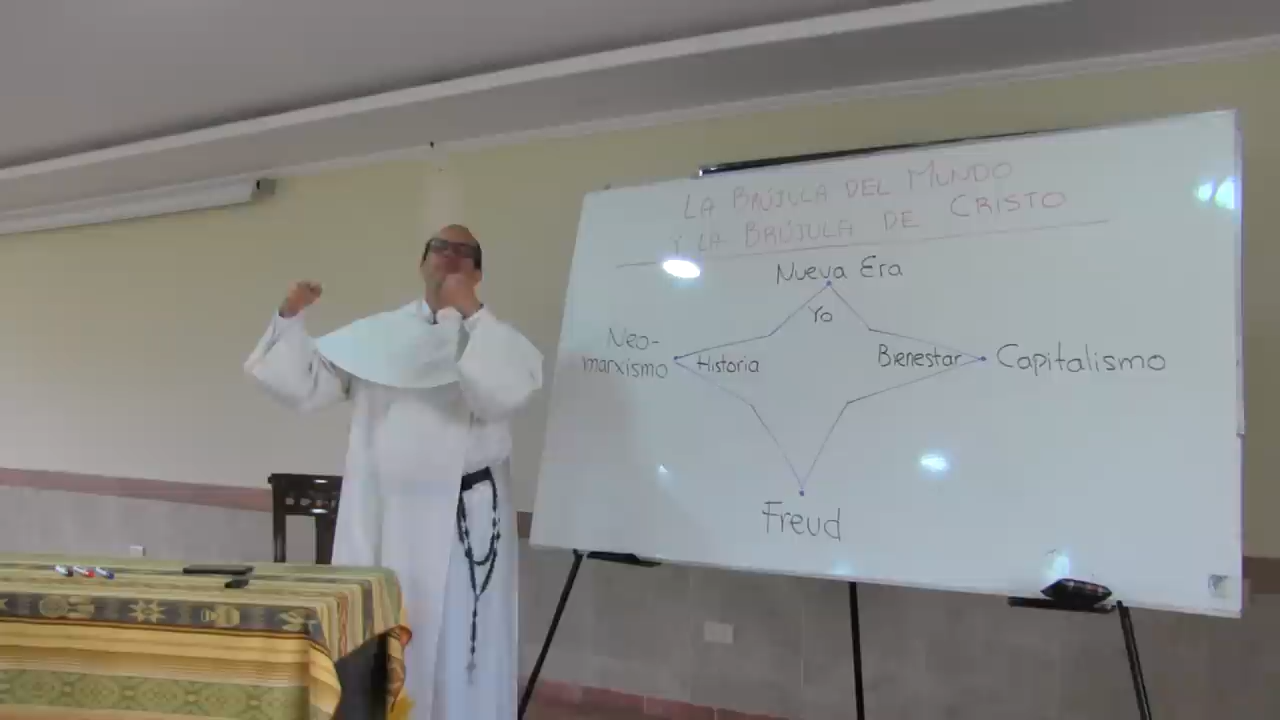 LA BRÚJULA DEL MUNDO
Y LA BRÚJULA DE CRISTO
Nueva Era
Yo
Neo-
marxismo
Historia
Bienestar
Capitalismo
Freud